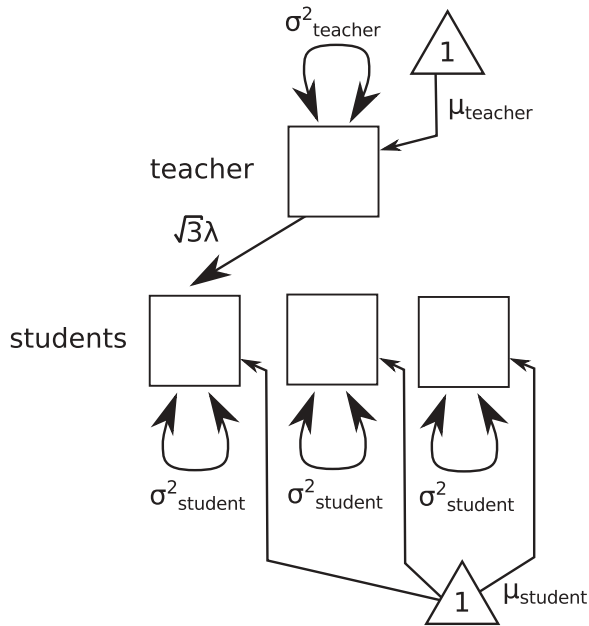 σ²teacher
1
μteacher
teacher
√3λ
students
σ²student
σ²student
σ²student
1
μstudent